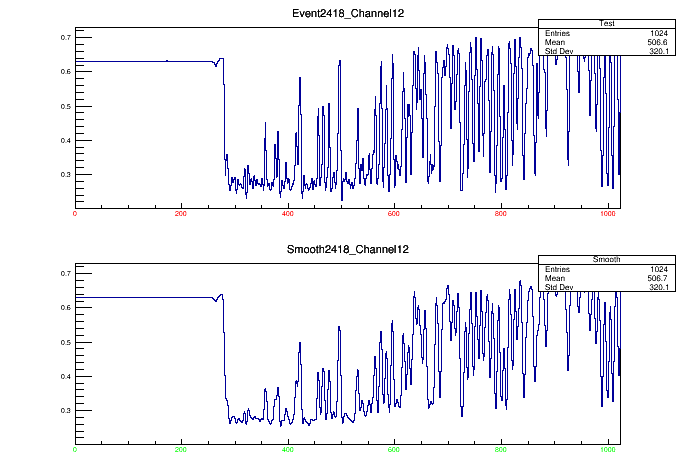 Event2418_Channel12
Test
Entries 1024
Mean 506.6
Std Dev 320.1
0.7
0.6
0.5
0.4
0.3
0 200 400 600 800 1000
Smooth2418_Channel12
Smooth
Entries 1024
Mean 506.7
Std Dev 320.1
0.7
0.6
0.5
0.4
0.3
0 200 400 600 800 1000